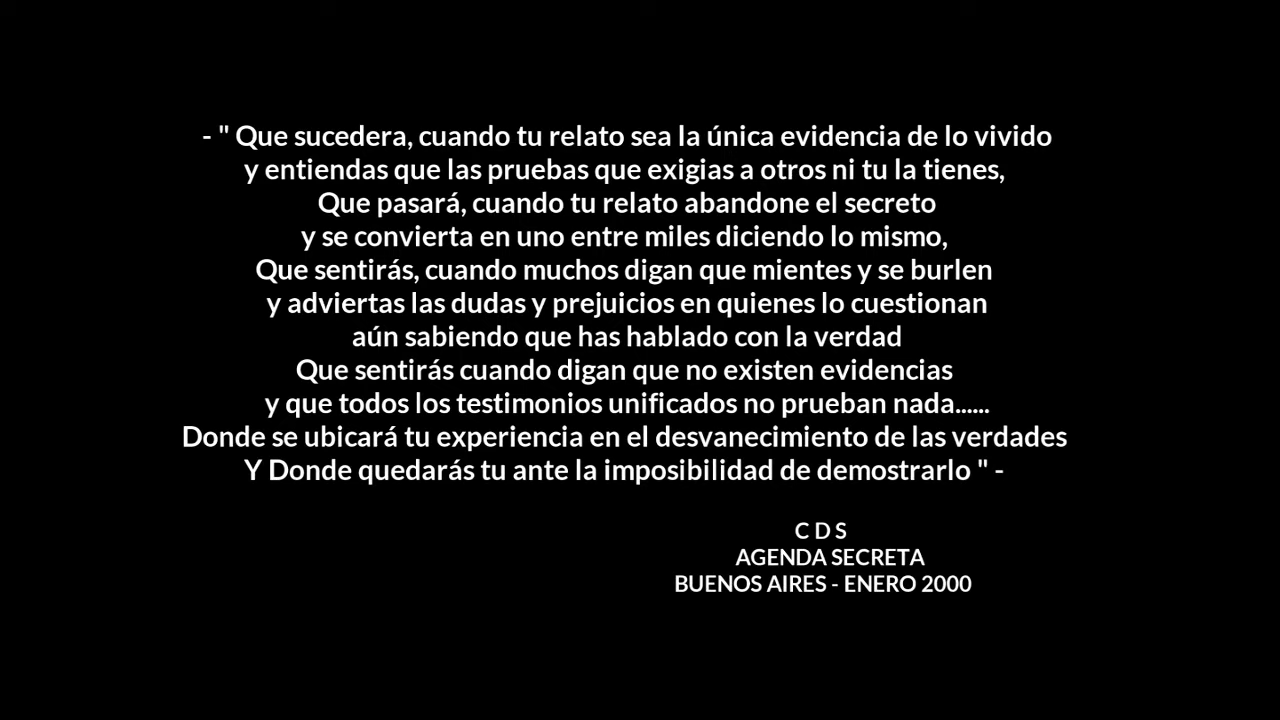 - " Que sucedera, cuando tu relato sea la única evidencia de lo vivido
y entiendas que las pruebas que exigias a otros ni tu la tienes,
Que pasará, cuando tu relato abandone el secreto
y se convierta en uno entre miles diciendo lo mismo,
Que sentirás, cuando muchos digan que mientes y se burlen
y adviertas las dudas y prejuicios en quienes lo cuestionan
aún sabiendo que has hablado con la verdad
Que sentirás cuando digan que no existen evidencias
y que todos los testimonios unificados no prueban nada......
Donde se ubicará tu experiencia en el desvanecimiento de las verdades
Y Donde quedarás tu ante la imposibilidad de demostrarlo " -
C D S
AGENDA SECRETA
BUENOS AIRES - ENERO 2000